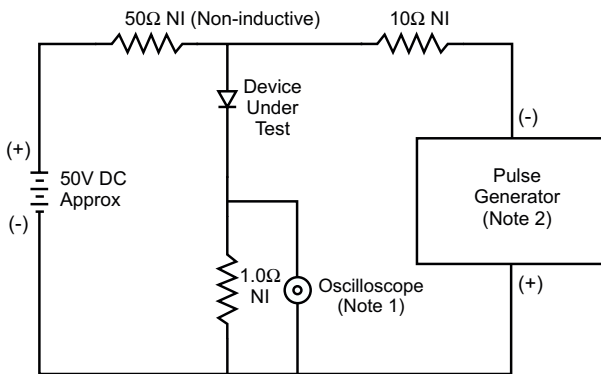 50Ω NI (Non-inductive)
10Ω NI
Device
Under
Test
(-)
(+)
50V DC
Approx
(-)
Pulse
Generator
(Note 2)
1.0Ω
NI
Oscilloscope
(Note 1)
(+)